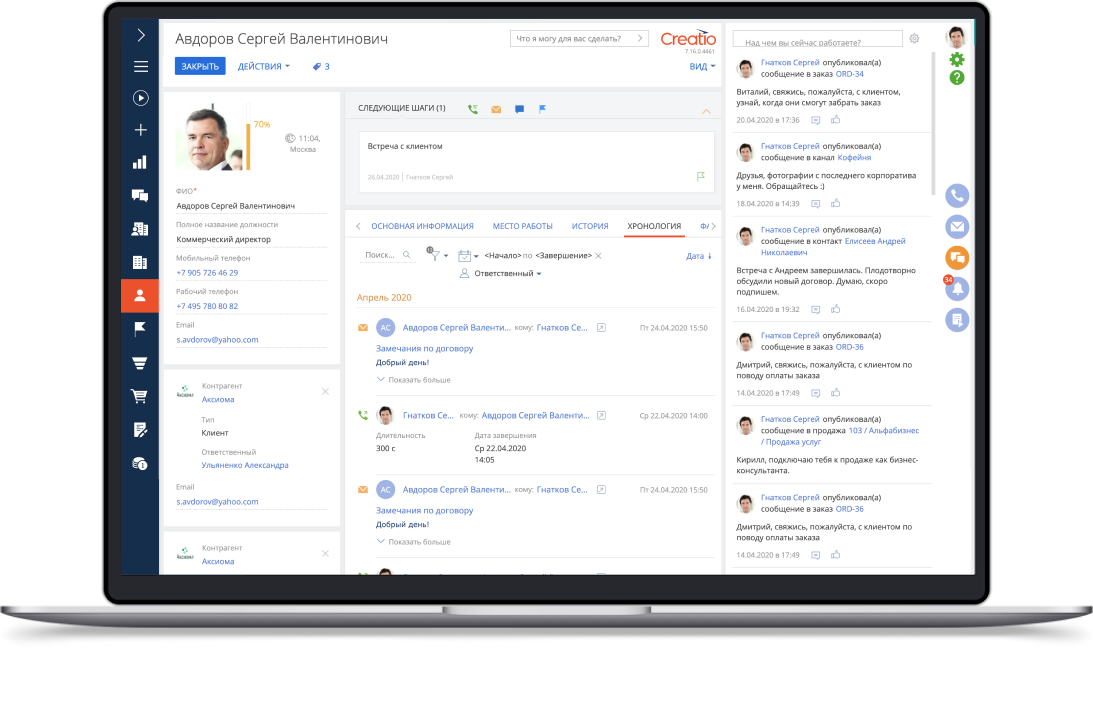 Авдоров Сергей Валентинович
Что я могу для вас сделать?
Creatio
7.16.0.4461
ЗАКРЫТЬ
ДЕЙСТВИЯ
3
ВИД
70%
11:04,
Москва
ФИО*
Авдоров Сергей Валентинович
Полное название должности
Коммерческий директор
Мобильный телефон
+7 905 726 46 29
Рабочий телефон
+7 495 780 80 82
Email
s.avdorov@yahoo.com
Аксиома
Контрагент
Аксиома
Тип
Клиент
Ответственный
Ульяненко Александра
Email
s.avdorov@yahoo.com
Аксиома
Контрагент
Аксиома
СЛЕДУЮЩИЕ ШАГИ (1)
Встреча с клиентом
26.04.2020 | Гнатков Сергей
ОСНОВНАЯ ИНФОРМАЦИЯ МЕСТО РАБОТЫ ИСТОРИЯ ХРОНОЛОГИЯ
Поиск...
<Начало> по <Завершение>
Дата
Ответственный
Апрель 2020
АС Авдоров Сергей Валенти... кому: Гнатков Се... Пт 24.04.2020 15:50
Замечания по договору
Добрый день!
Показать больше
Гнатков Се... кому: Авдоров Сергей Валенти... Ср 22.04.2020 14:00
Длительность Дата завершения
300 с Ср 22.04.2020
14:05
АС Авдоров Сергей Валенти... кому: Гнатков Се... Пт 24.04.2020 15:50
Замечания по договору
Добрый день!
Показать больше
Над чем вы сейчас работаете?
Гнатков Сергей опубликовал(а)
сообщение в заказ ORD-34
Виталий, свяжись, пожалуйста, с клиентом,
узнай, когда они смогут забрать заказ
20.04.2020 в 17:36
Гнатков Сергей опубликовал(а)
сообщение в канал Кофейня
Друзья, фотографии с последнего корпоратива
у меня. Обращайтесь :)
18.04.2020 в 14:39
Гнатков Сергей опубликовал(а)
сообщение в контакт Елисеев Андрей
Николаевич
Встреча с Андреем завершилась. Плодотворно
обсудили новый договор. Думаю, скоро
подпишем.
16.04.2020 в 19:32
Гнатков Сергей опубликовал(а)
сообщение в заказ ORD-36
Дмитрий, свяжись, пожалуйста, с клиентом по
поводу оплаты заказа
14.04.2020 в 17:49
Гнатков Сергей опубликовал(а)
сообщение в продажа 103 / Альфабизнес
/ Продажа услуг
Кирилл, подключаю тебя к продаже как бизнес-
консультанта.
Гнатков Сергей опубликовал(а)
сообщение в заказ ORD-36
Дмитрий, свяжись, пожалуйста, с клиентом по
поводу оплаты заказа
14.04.2020 в 17:49
?
34